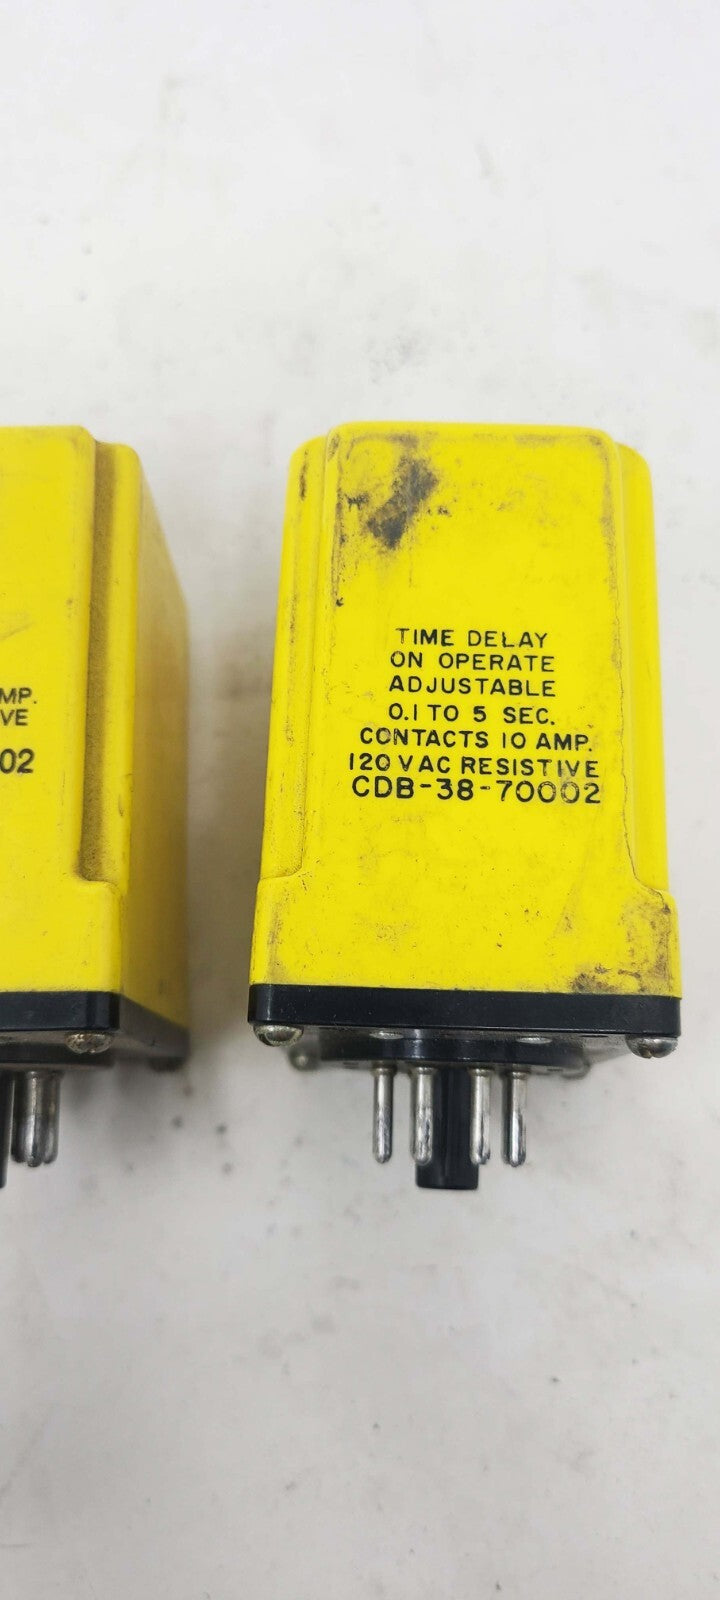 MP.
VE
02
TIME DELAY
ON OPERATE
ADJUSTABLE
0.1 TO 5 SEC.
CONTACTS 10 AMP.
120 VAC RESISTIVE
CDB-38-70002